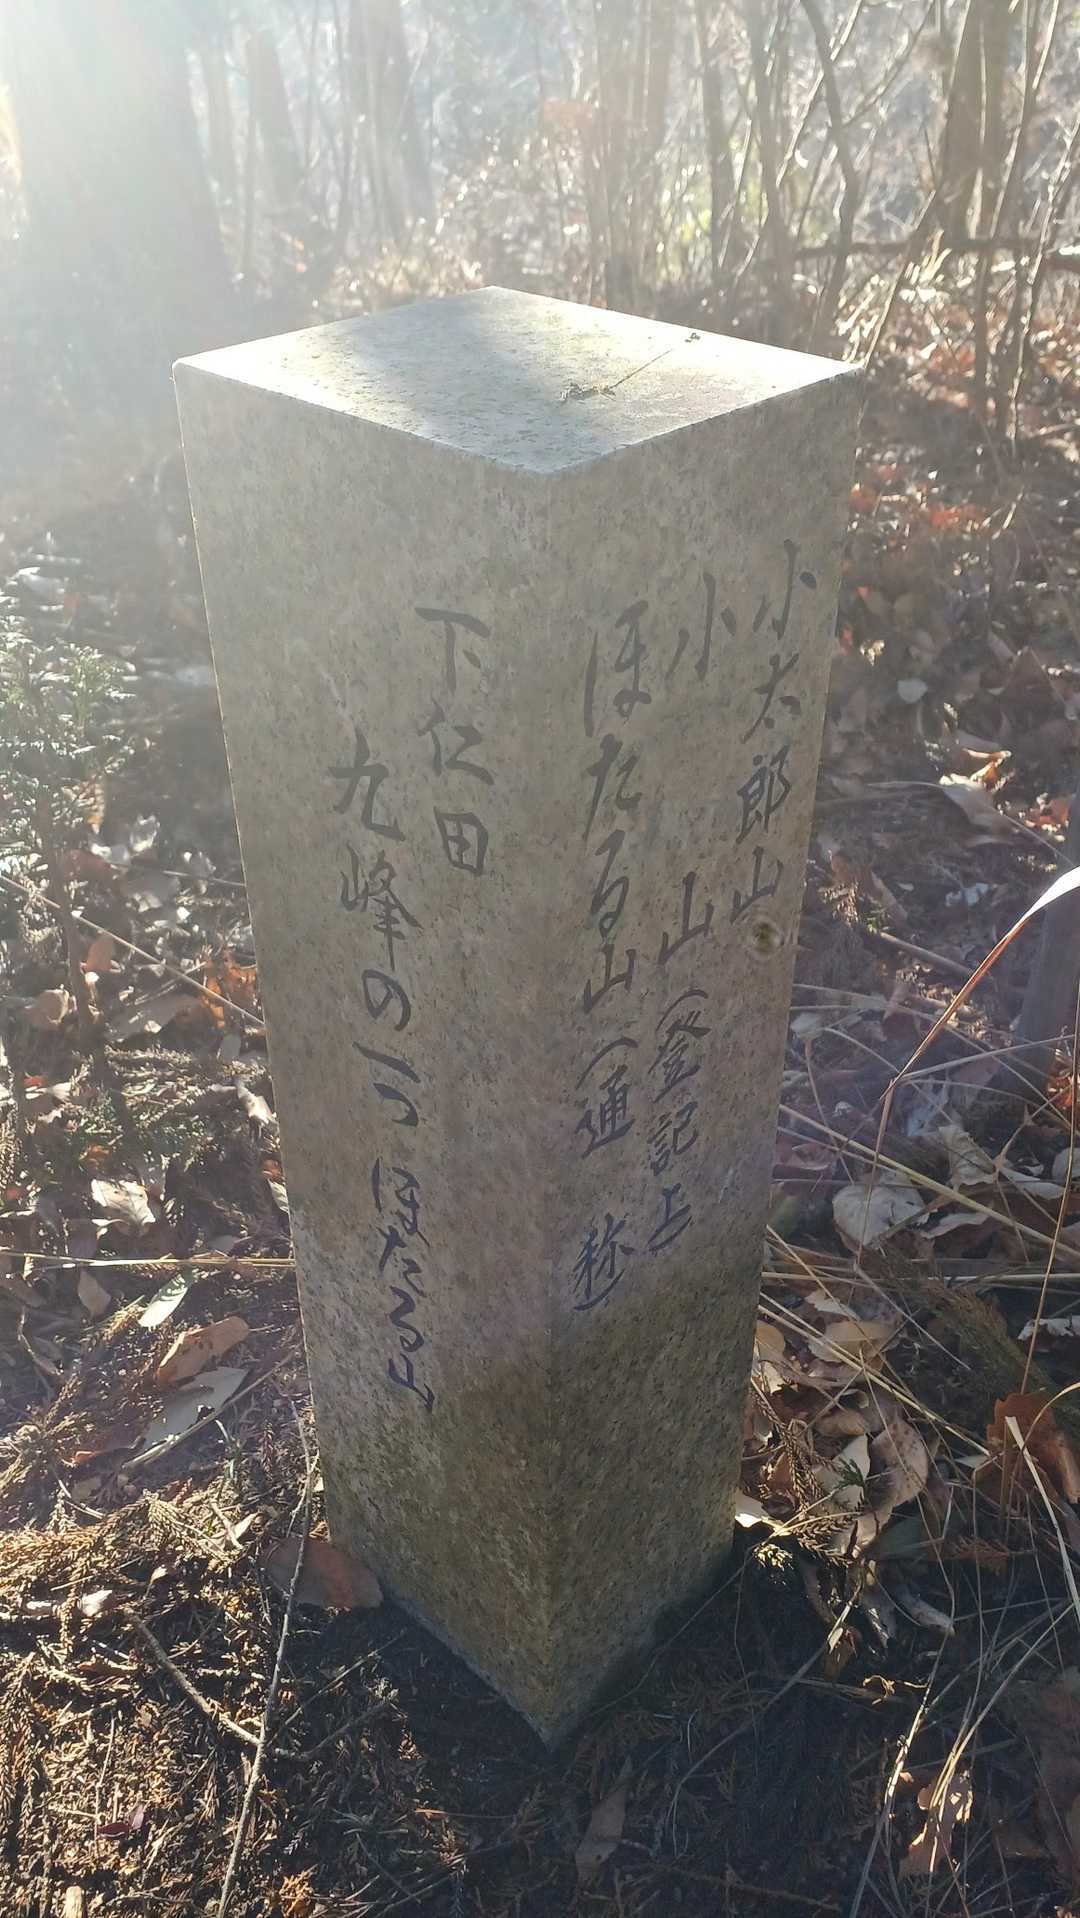 小太郎山
小山(登記上
ほたる山(通称)
下仁田
九峰の一つ ほたる山